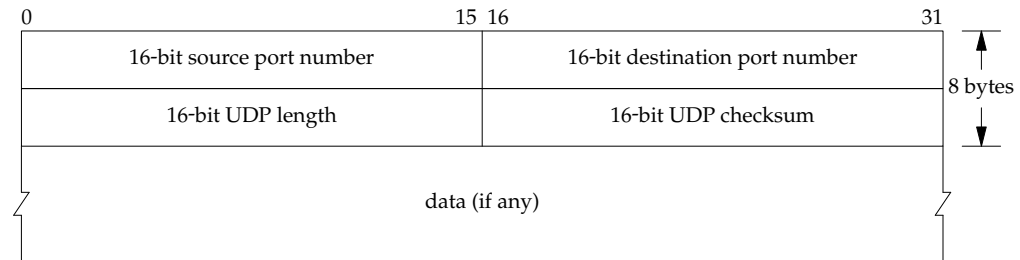 0 15 16 31
16-bit source port number 16-bit destination port number
8 bytes
16-bit UDP length 16-bit UDP checksum
data (if any)